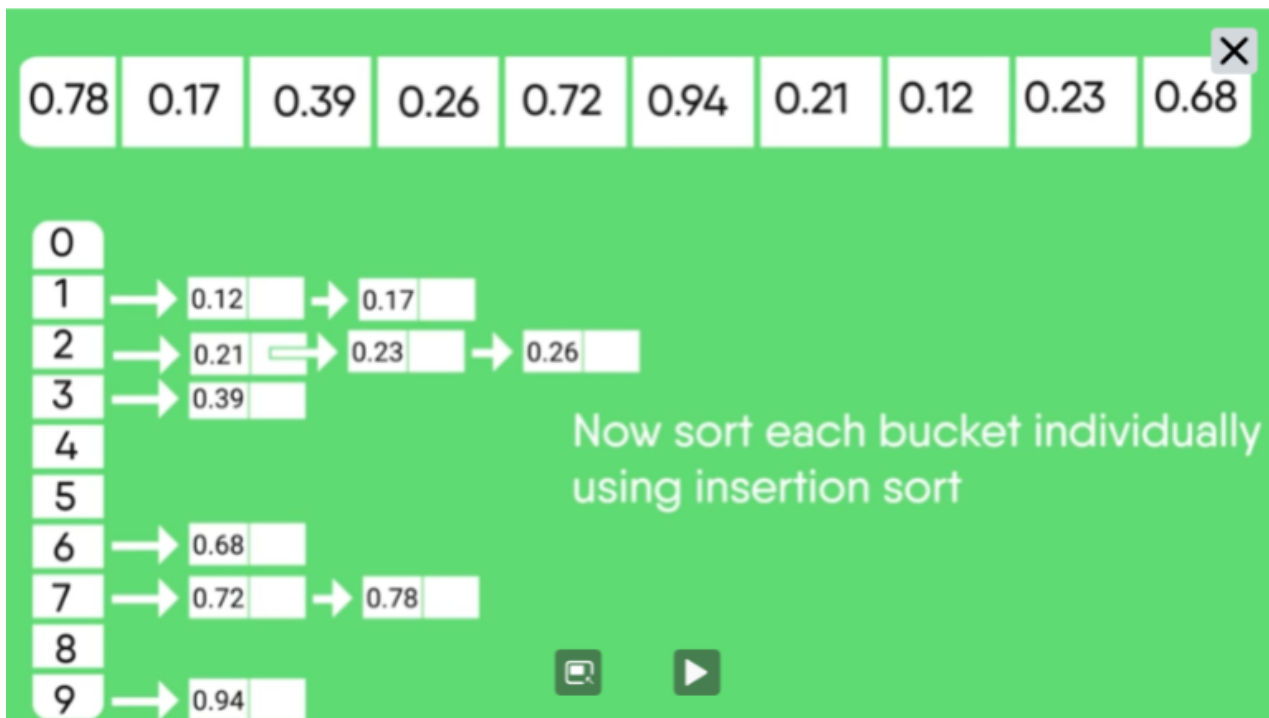 0.78 0.17 0.39 0.26 0.72 0.94 0.21 0.12 0.23 0.68
0
1 0.12 0.17
2 0.21 0.23 0.26
3 0.39
Now sort each bucket individually
4
using insertion sort
5
6 0.68
7 0.72 0.78
8
9 0.94